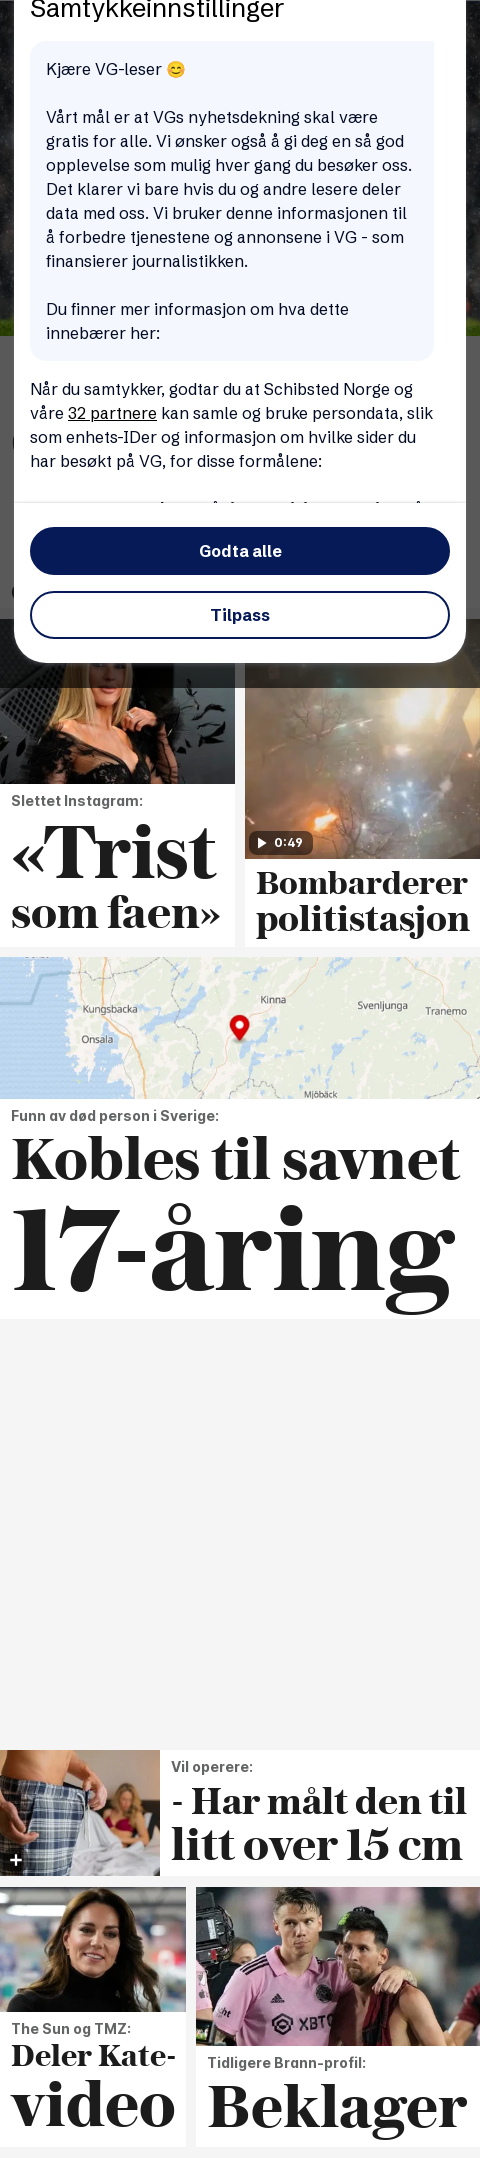 Samtykkeinnstillinger
Kjære VG-leser 😊
Vårt mål er at VGs nyhetsdekning skal være
gratis for alle. Vi ønsker også å gi deg en så god
opplevelse som mulig hver gang du besøker oss.
Det klarer vi bare hvis du og andre lesere deler
data med oss. Vi bruker denne informasjonen til
å forbedre tjenestene og annonsene i VG - som
finansierer journalistikken.
Du finner mer informasjon om hva dette
innebærer her:
Når du samtykker, godtar du at Schibsted Norge og
våre 32 partnere kan samle og bruke persondata, slik
som enhets-IDer og informasjon om hvilke sider du
har besøkt på VG, for disse formålene:
Godta alle
Tilpass
Slettet Instagram:
«Trist
som faen»
0:49
Bombarderer
politistasjon
Kungsbacka
Kinna
Svenljunga
Tranemo
Onsala
Mjöbäck
Funn av død person i Sverige:
Kobles til savnet
17-åring
Vil operere:
- Har målt den til
litt over 15 cm
The Sun og TMZ:
Deler Kate-
video
XBTO
Tidligere Brann-profil:
Beklager